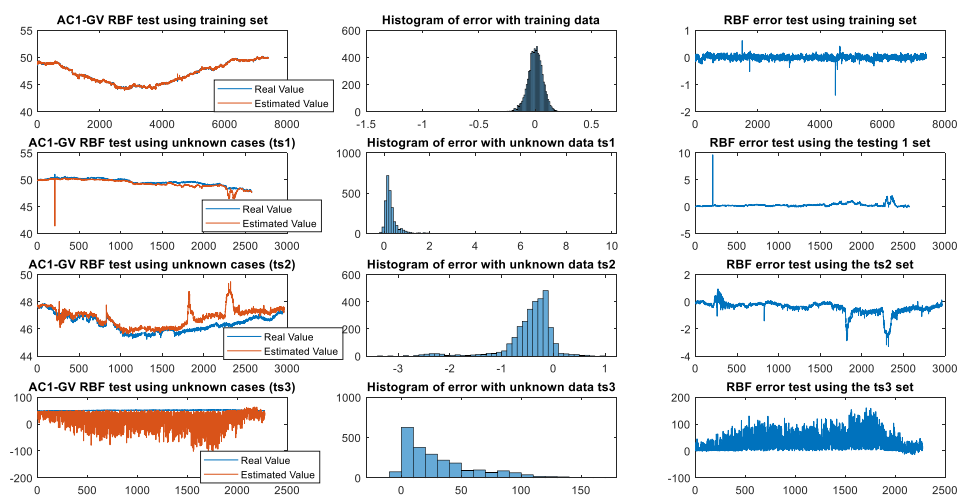 AC1-GV RBF test using training set
55
50
45
40
0 2000 4000 6000 8000
Real Value
Estimated Value
Histogram of error with training data
600
400
200
0
-1.5 -1 -0.5 0 0.5
RBF error test using training set
1
0
-1
-2
0 2000 4000 6000 8000
AC1-GV RBF test using unknown cases (ts1)
55
50
45
40
0 500 1000 1500 2000 2500 3000
Real Value
Estimated Value
Histogram of error with unknown data ts1
1000
500
0
0 2 4 6 8 10
RBF error test using the testing 1 set
10
5
0
-5
0 500 1000 1500 2000 2500 3000
AC1-GV RBF test using unknown cases (ts2)
50
48
46
44
0 500 1000 1500 2000 2500 3000
Real Value
Estimated Value
Histogram of error with unknown data ts2
600
400
200
0
-3 -2 -1 0 1
RBF error test using the ts2 set
2
0
-2
-4
0 500 1000 1500 2000 2500 3000
AC1-GV RBF test using unknown cases (ts3)
100
0
-100
-200
0 500 1000 1500 2000 2500
Real Value
Estimated Value
Histogram of error with unknown data ts3
1000
500
0
0 50 100 150
RBF error test using the ts3 set
200
100
0
-100
0 500 1000 1500 2000 2500